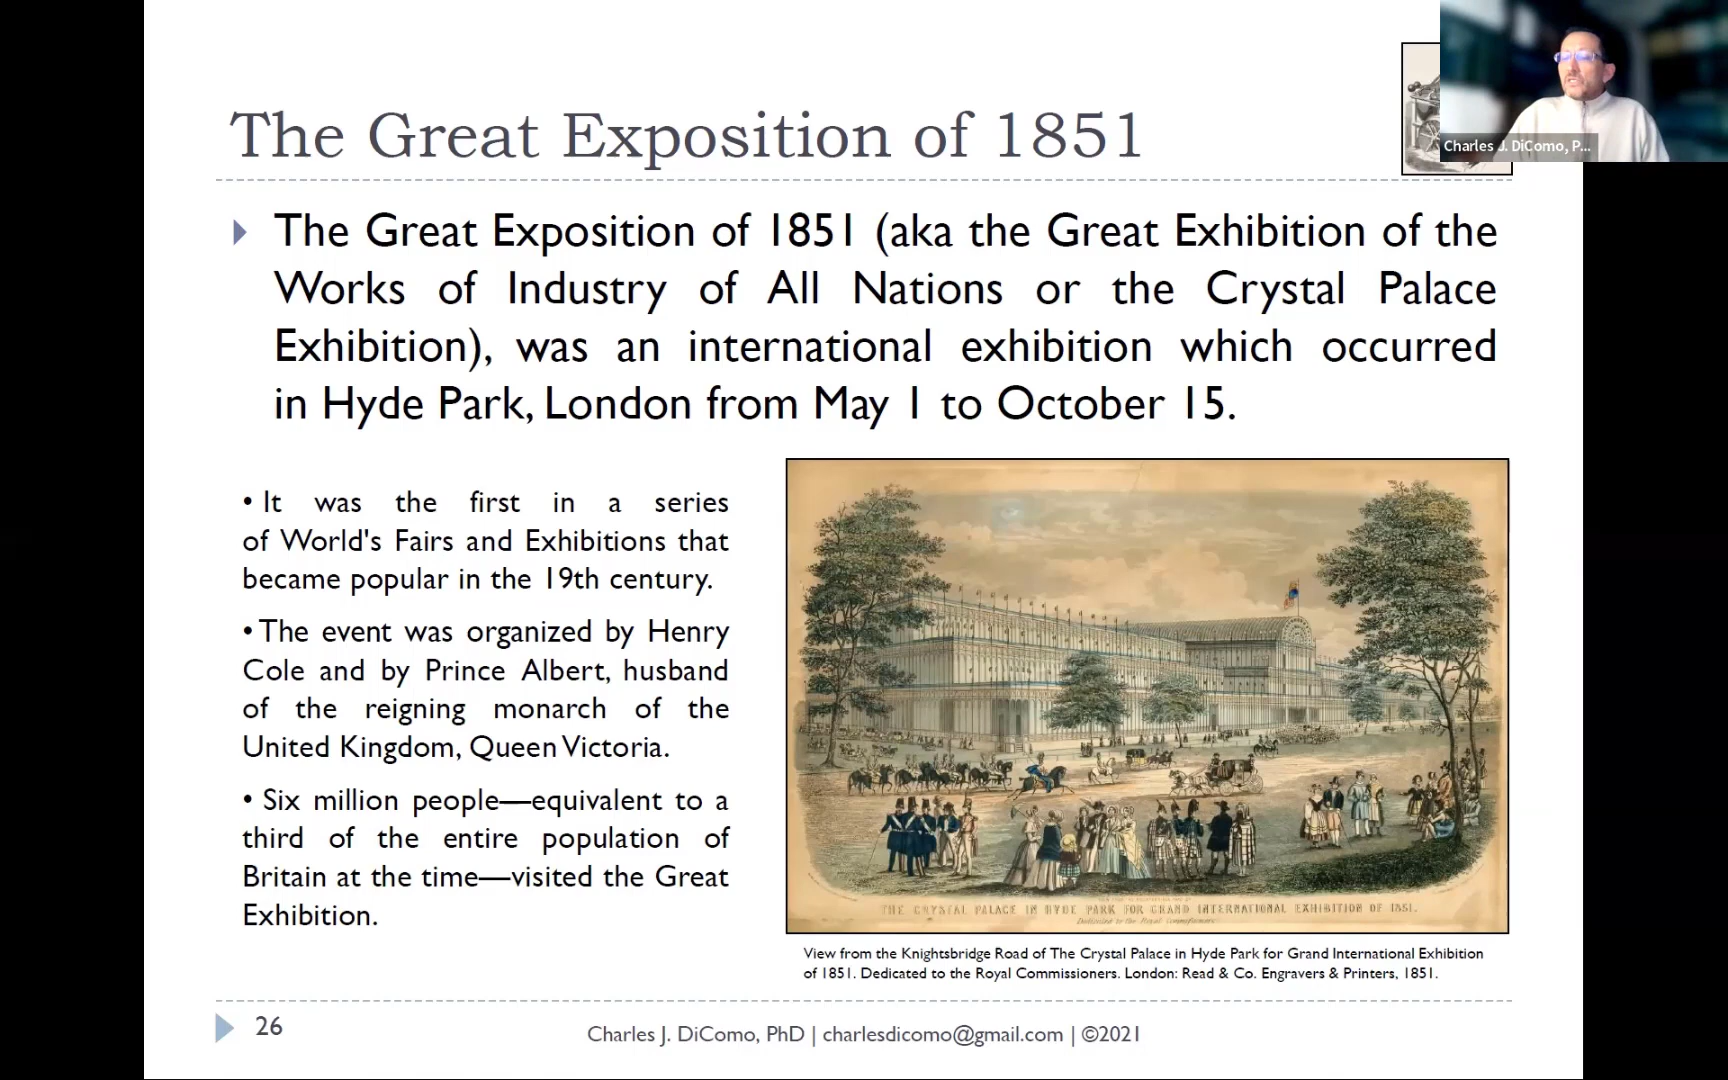 Charles J. DiComo, P...
The Great Exposition of 1851
The Great Exposition of 1851 (aka the Great Exhibition of the
Works of Industry of All Nations or the Crystal Palace
Exhibition), was an international exhibition which occurred
in Hyde Park, London from May 1 to October 15.
• It was the first in a series
of World's Fairs and Exhibitions that
became popular in the 19th century.
• The event was organized by Henry
Cole and by Prince Albert, husband
of the reigning monarch of the
United Kingdom, Queen Victoria.
• Six million people—equivalent to a
third of the entire population of
Britain at the time—visited the Great
Exhibition.
THE CRYSTAL PALACE IN HYDE PARK FOR GRAND INTERNATIONAL EXHIBITION OF 1851.
Dedicated to the Royal Commissioners
View from the Knightsbridge Road of The Crystal Palace in Hyde Park for Grand International Exhibition
of 1851. Dedicated to the Royal Commissioners. London: Read & Co. Engravers & Printers, 1851.
26
Charles J. DiComo, PhD | charlesdicomo@gmail.com | ©2021